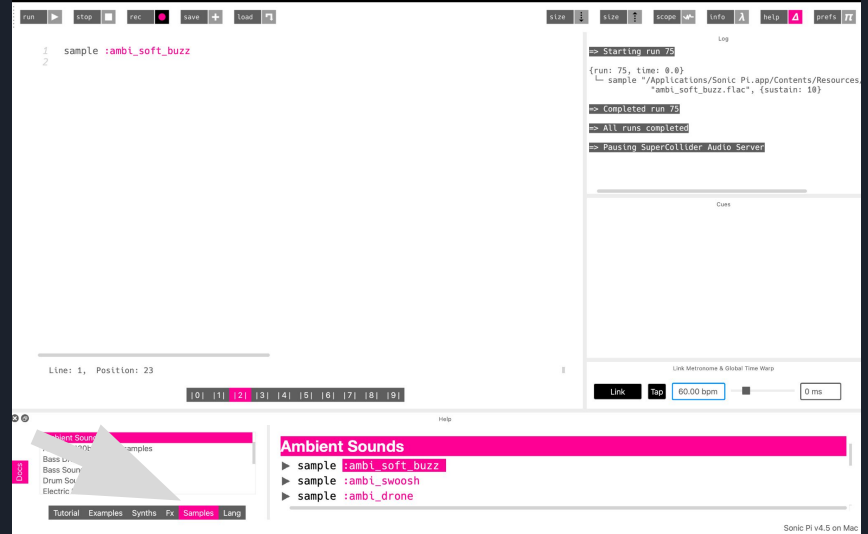 run stop rec save load size size scope info λ help prefs π
1 sample :ambi_soft_buzz
2
Log
=> Starting run 75
{run: 75, time: 0.0}
└─ sample "/Applications/Sonic Pi.app/Contents/Resources/
"ambi_soft_buzz.flac", {sustain: 10}
=> Completed run 75
=> All runs completed
=> Pausing SuperCollider Audio Server
Cues
Line: 1, Position: 23
|0| |1| |2| |3| |4| |5| |6| |7| |8| |9|
Link Metronome & Global Time Warp
Link Tap 60.00 bpm 0 ms
Help
Docs
Bass
Bass
Drum
Electric
Tutorial Examples Synths Fx Samples Lang
Ambient Sounds
▶ sample :ambi_soft_buzz
▶ sample :ambi_swoosh
▶ sample :ambi_drone
Sonic Pi v4.5 on Mac